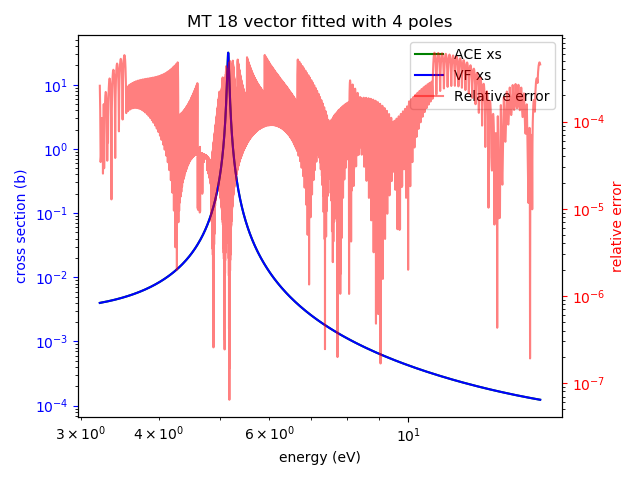 MT 18 vector fitted with 4 poles
ACE xs
VF xs
Relative error
cross section (b)
10¹
10⁰
10⁻¹
10⁻²
10⁻³
10⁻⁴
relative error
10⁻⁴
10⁻⁵
10⁻⁶
10⁻⁷
3 × 10⁰ 4 × 10⁰ 6 × 10⁰ 10¹
energy (eV)